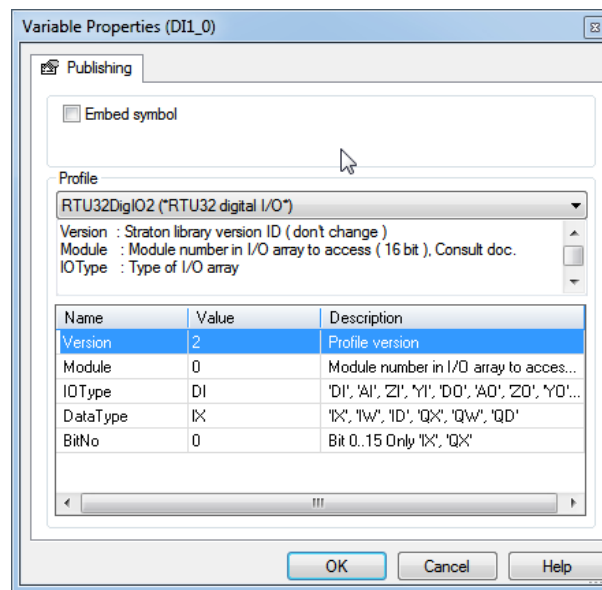 Variable Properties (DI1_0)
Publishing
Embed symbol
Profile
RTU32DigIO2 (*RTU32 digital I/O*)
Version : Straton library version ID ( don't change )
Module : Module number in I/O array to access ( 16 bit ), Consult doc.
IOType : Type of I/O array
Name Value Description
Version 2 Profile version
Module 0 Module number in I/O array to acces...
IOType DI 'DI', 'AI', 'ZI', 'YI', 'DO', 'AO', 'ZO', 'YO'...
DataType IX 'IX', 'IW', 'ID', 'QX', 'QW', 'QD'
BitNo 0 Bit 0..15 Only 'IX', 'QX'
OK Cancel Help